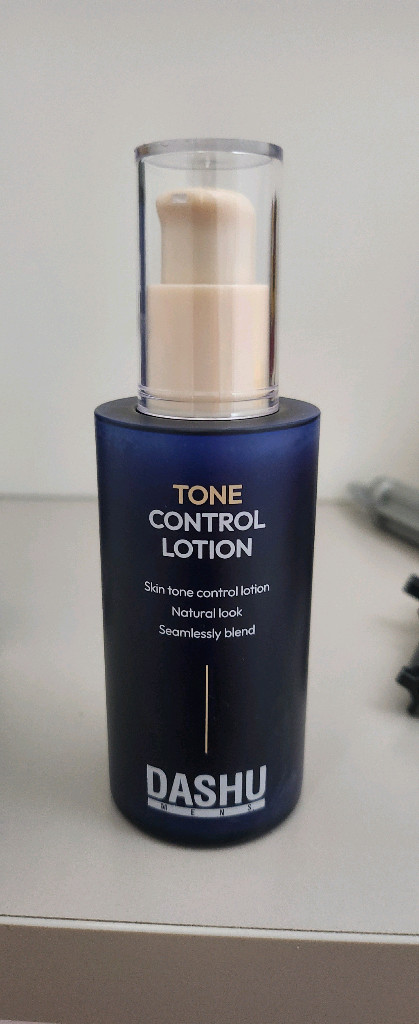 TONE
CONTROL
LOTION
Skin tone control lotion
Natural look
Seamlessly blend
DASHU
MENS